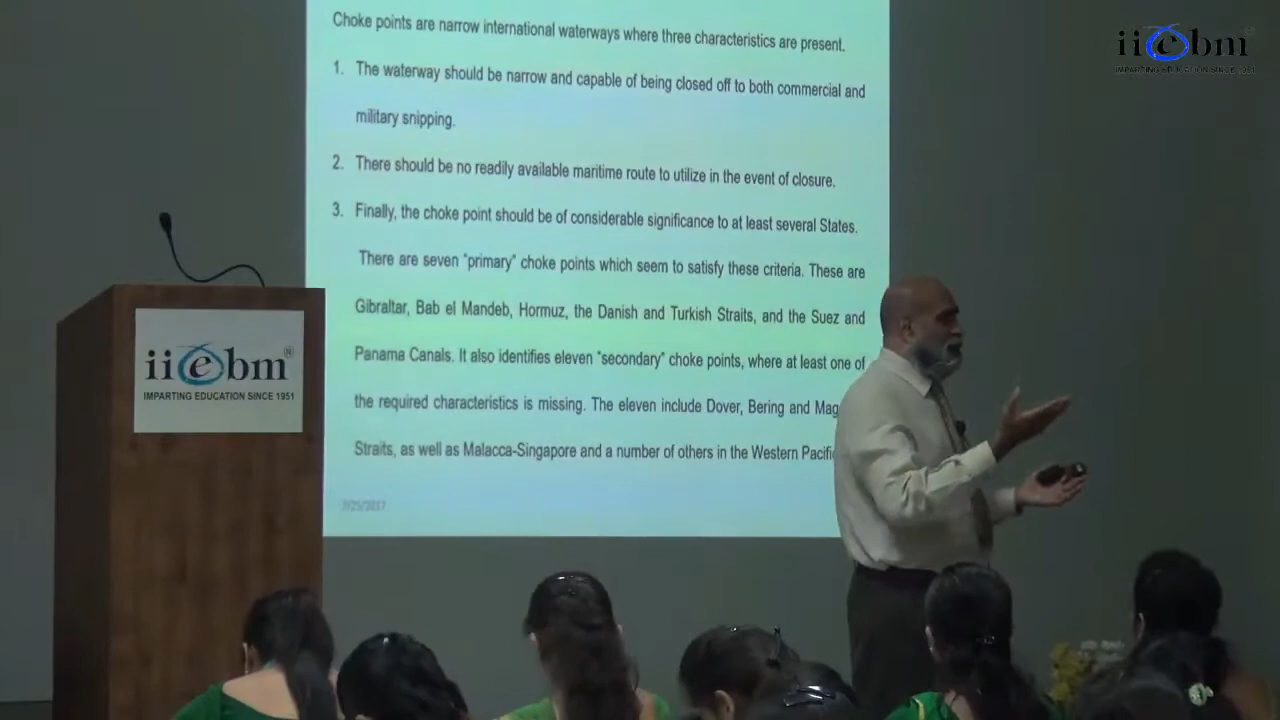 Choke points are narrow international waterways where three characteristics are present.
1. The waterway should be narrow and capable of being closed off to both commercial and
military snipping.
2. There should be no readily available maritime route to utilize in the event of closure.
3. Finally, the choke point should be of considerable significance to at least several States.
There are seven "primary" choke points which seem to satisfy these criteria. These are
Gibraltar, Bab el Mandeb, Hormuz, the Danish and Turkish Straits, and the Suez and
Panama Canals. It also identifies eleven "secondary" choke points, where at least one of
the required characteristics is missing. The eleven include Dover, Bering and Mag
Straits, as well as Malacca-Singapore and a number of others in the Western Pacifi
7/25/2017
iiebm®
IMPARTING EDUCATION SINCE 1951
iiebm
IMPARTING EDUCATION SINCE 1951